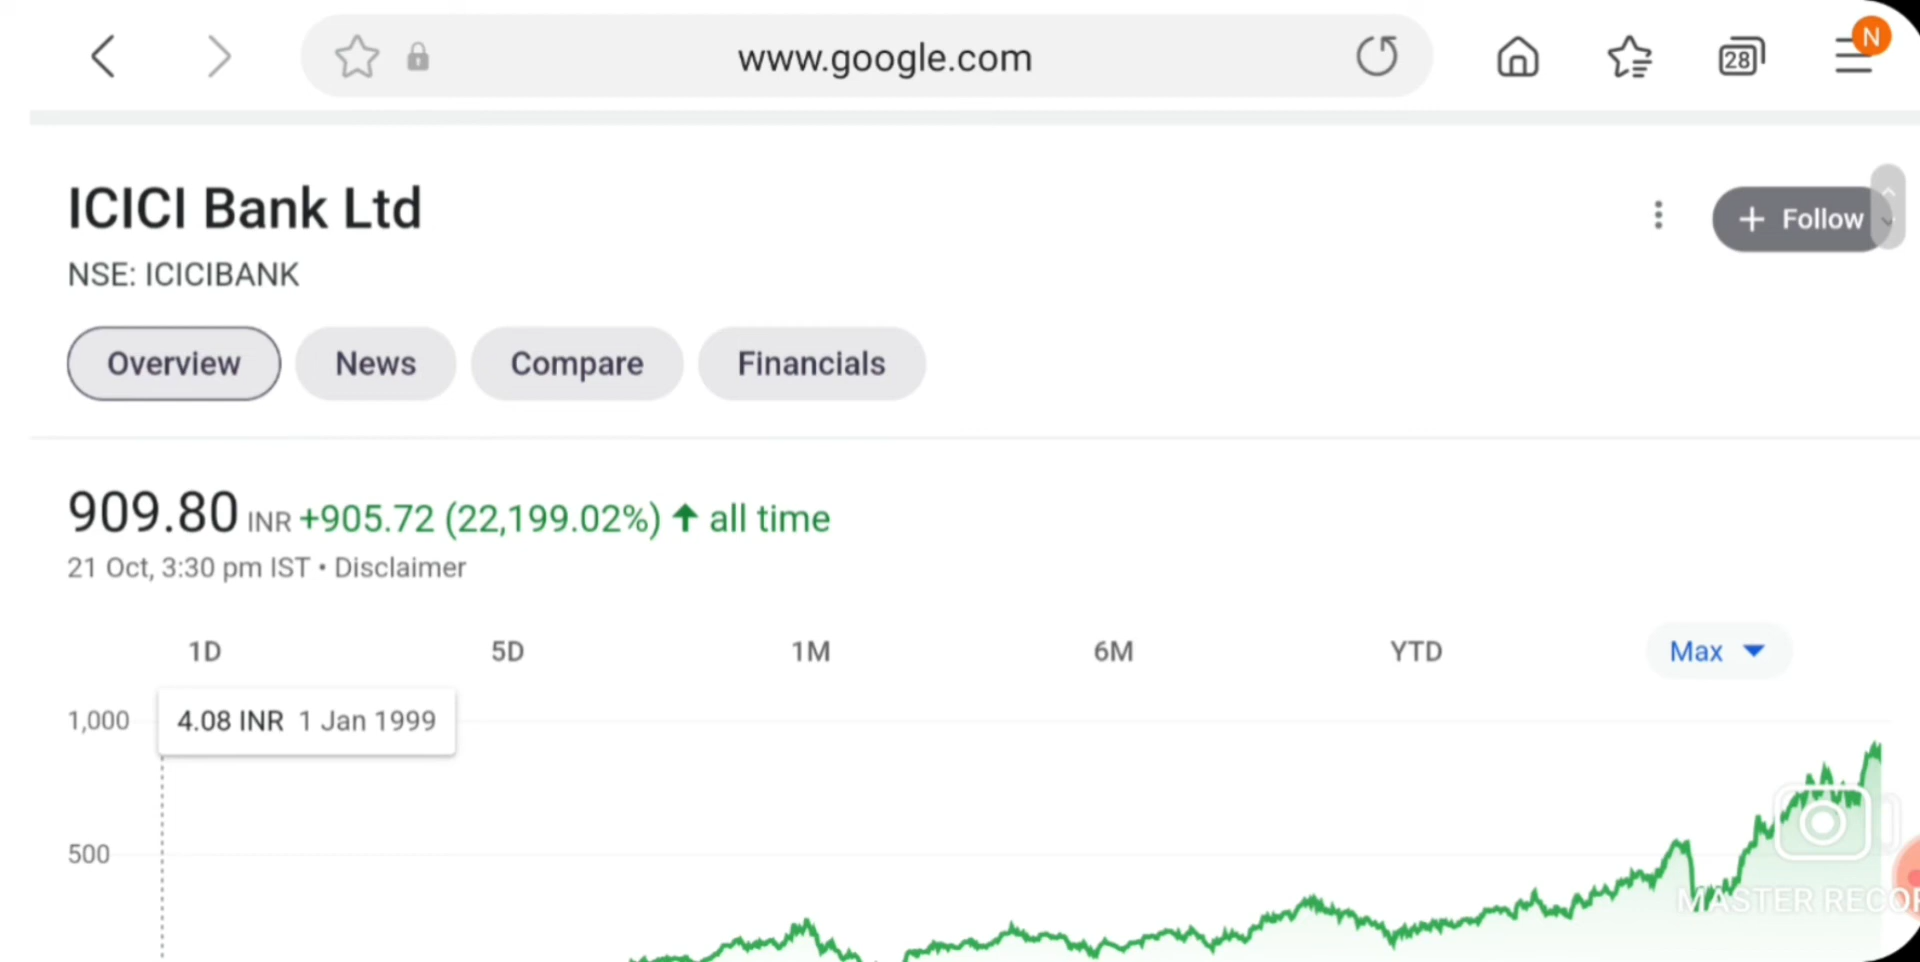 www.google.com
28
N
ICICI Bank Ltd
+ Follow
NSE: ICICIBANK
Overview News Compare Financials
909.80 INR +905.72 (22,199.02%) ↑ all time
21 Oct, 3:30 pm IST • Disclaimer
1D 5D 1M 6M YTD Max
1,000
4.08 INR 1 Jan 1999
500
MASTER RECOR